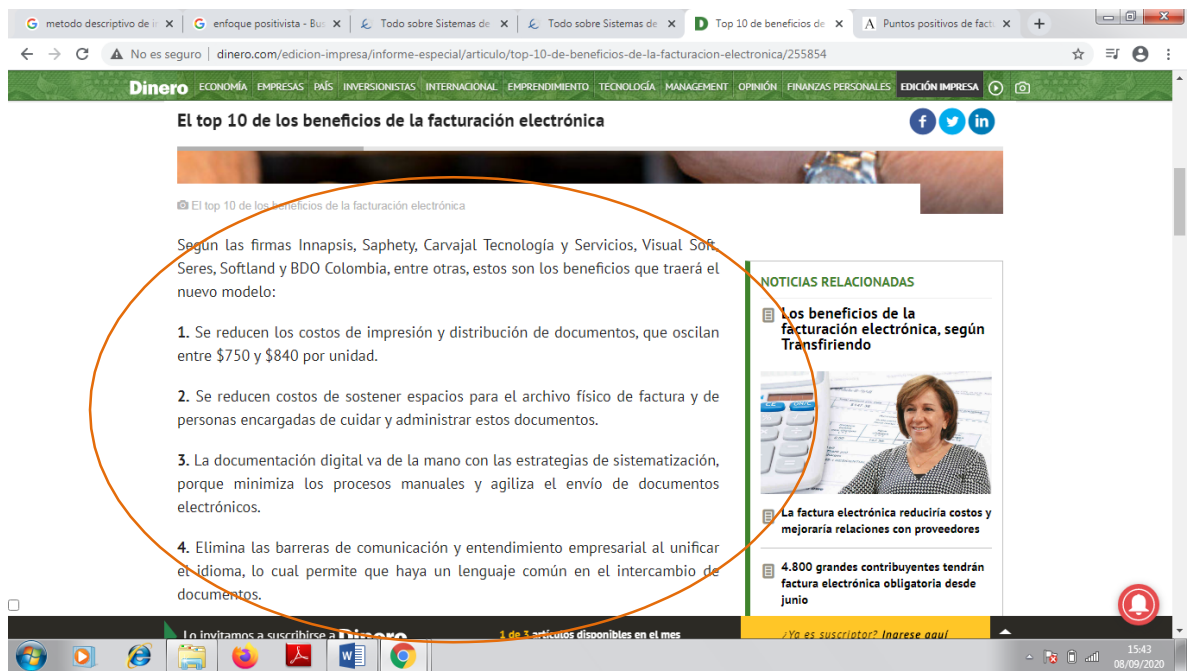 metodo descriptivo de in
enfoque positivista - Bus
Todo sobre Sistemas de
Todo sobre Sistemas de
Top 10 de beneficios de
Puntos positivos de fact
No es seguro | dinero.com/edicion-impresa/informe-especial/articulo/top-10-de-beneficios-de-la-facturacion-electronica/255854
Dinero ECONOMÍA EMPRESAS PAÍS INVERSIONISTAS INTERNACIONAL EMPRENDIMIENTO TECNOLOGÍA MANAGEMENT OPINIÓN FINANZAS PERSONALES EDICIÓN IMPRESA
El top 10 de los beneficios de la facturación electrónica
El top 10 de los beneficios de la facturación electrónica
Según las firmas Innapsis, Saphety, Carvajal Tecnología y Servicios, Visual Soft,
Seres, Softland y BDO Colombia, entre otras, estos son los beneficios que traerá el
nuevo modelo:
1. Se reducen los costos de impresión y distribución de documentos, que oscilan
entre $750 y $840 por unidad.
2. Se reducen costos de sostener espacios para el archivo físico de factura y de
personas encargadas de cuidar y administrar estos documentos.
3. La documentación digital va de la mano con las estrategias de sistematización,
porque minimiza los procesos manuales y agiliza el envío de documentos
electrónicos.
4. Elimina las barreras de comunicación y entendimiento empresarial al unificar
el idioma, lo cual permite que haya un lenguaje común en el intercambio de
documentos.
NOTICIAS RELACIONADAS
Los beneficios de la
facturación electrónica, según
Transfiriendo
La factura electrónica reduciría costos y
mejoraría relaciones con proveedores
4.800 grandes contribuyentes tendrán
factura electrónica obligatoria desde
junio
Lo invitamos a suscribirse a Dinero
1 de 3 artículos disponibles en el mes
¿Ya es suscriptor? Ingrese aquí
15:43
08/09/2020